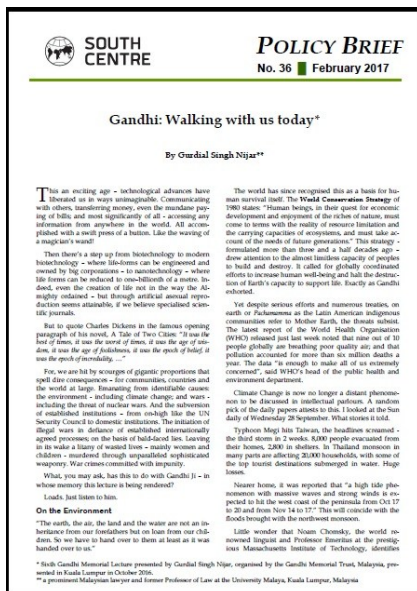 SOUTH
CENTRE
POLICY BRIEF
No. 36 February 2017
Gandhi: Walking with us today*
By Gurdial Singh Nijar**
This an exciting age – technological advances have
liberated us in ways unimaginable. Communicating
with others, transferring money, even the mundane pay-
ing of bills; and most significantly of all - accessing any
information from anywhere in the world. All accom-
plished with a swift press of a button. Like the waving of
a magician's wand!
Then there's a step up from biotechnology to modern
biotechnology – where life-forms can be engineered and
owned by big corporations – to nanotechnology – where
life forms can be reduced to one-billionth of a metre. In-
deed, even the creation of life not in the way the Al-
mighty ordained – but through artificial asexual repro-
duction seems attainable, if we believe specialised scien-
tific journals.
But to quote Charles Dickens in the famous opening
paragraph of his novel, A Tale of Two Cities: "It was the
best of times, it was the worst of times, it was the age of wis-
dom, it was the age of foolishness, it was the epoch of belief, it
was the epoch of incredulity, …"
For, we are hit by scourges of gigantic proportions that
spell dire consequences – for communities, countries and
the world at large. Emanating from identifiable causes:
the environment - including climate change; and wars -
including the threat of nuclear wars. And the subversion
of established institutions – from on-high like the UN
Security Council to domestic institutions. The initiation of
illegal wars in defiance of established internationally
agreed processes; on the basis of bald-faced lies. Leaving
in its wake a litany of wasted lives – mainly women and
children - murdered through unparalleled sophisticated
weaponry. War crimes committed with impunity.
What, you may ask, has this to do with Gandhi Ji – in
whose memory this lecture is being rendered?
Loads. Just listen to him.
On the Environment
"The earth, the air, the land and the water are not an in-
heritance from our forefathers but on loan from our chil-
dren. So we have to hand over to them at least as it was
handed over to us."
The world has since recognised this as a basis for hu-
man survival itself. The World Conservation Strategy of
1980 states: "Human beings, in their quest for economic
development and enjoyment of the riches of nature, must
come to terms with the reality of resource limitation and
the carrying capacities of ecosystems, and must take ac-
count of the needs of future generations." This strategy -
formulated more than three and a half decades ago –
drew attention to the almost limitless capacity of peoples
to build and destroy. It called for globally coordinated
efforts to increase human well-being and halt the destruc-
tion of Earth's capacity to support life. Exactly as Gandhi
exhorted.
Yet despite serious efforts and numerous treaties, on
earth or Pachamama as the Latin American indigenous
communities refer to Mother Earth, the threats subsist.
The latest report of the World Health Organisation
(WHO) released just last week noted that nine out of 10
people globally are breathing poor quality air; and that
pollution accounted for more than six million deaths a
year. The data "is enough to make all of us extremely
concerned", said WHO's head of the public health and
environment department.
Climate Change is now no longer a distant phenome-
non to be discussed in intellectual parlours. A random
pick of the daily papers attests to this. I looked at the Sun
daily of Wednesday 28 September. What stories it told.
Typhoon Megi hits Taiwan, the headlines screamed -
the third storm in 2 weeks. 8,000 people evacuated from
their homes, 2,800 in shelters. In Thailand monsoon in
many parts are affecting 20,000 households, with some of
the top tourist destinations submerged in water. Huge
losses.
Nearer home, it was reported that "a high tide phe-
nomenon with massive waves and strong winds is ex-
pected to hit the west coast of the peninsula from Oct 17
to 20 and from Nov 14 to 17." This will coincide with the
floods brought with the northwest monsoon.
Little wonder that Noam Chomsky, the world re-
nowned linguist and Professor Emeritus at the prestig-
ious Massachusetts Institute of Technology, identifies
* Sixth Gandhi Memorial Lecture presented by Gurdial Singh Nijar, organised by the Gandhi Memorial Trust, Malaysia, pre-
sented in Kuala Lumpur in October 2016.
** a prominent Malaysian lawyer and former Professor of Law at the University Malaya, Kuala Lumpur, Malaysia